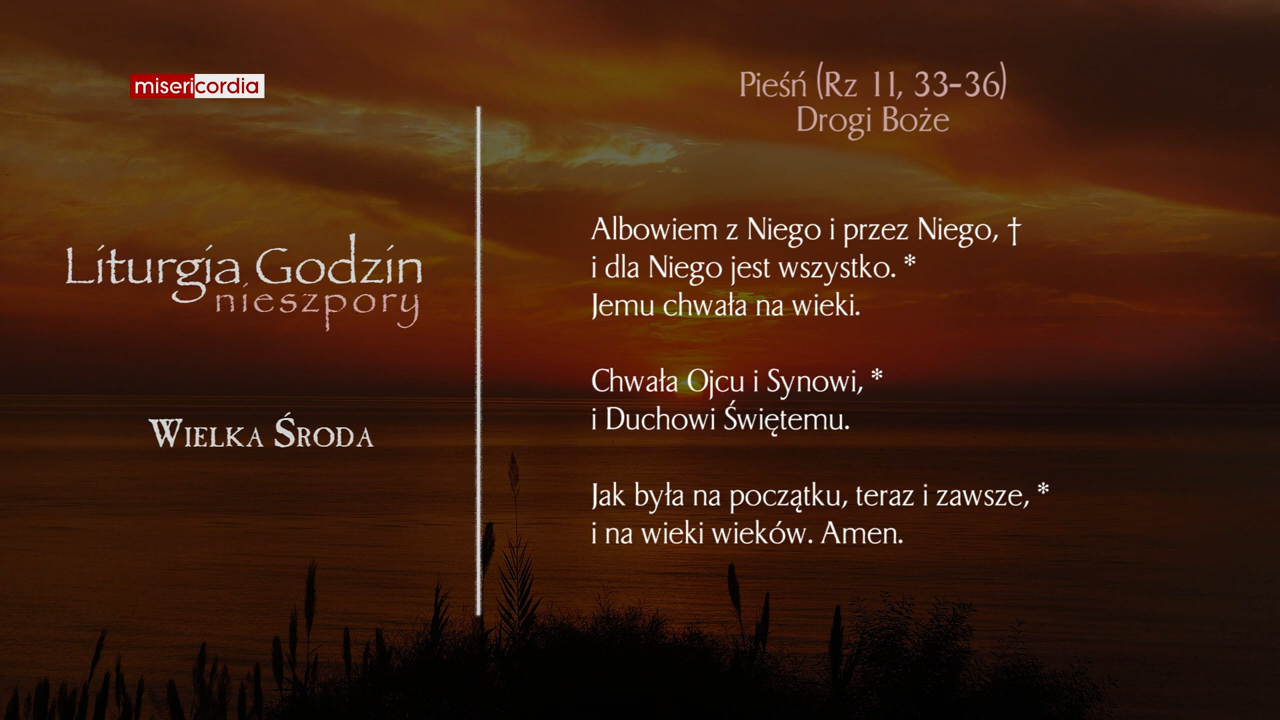 misericordia
Liturgia Godzin
nieszpory
Wielka Środa
Pieśń (Rz 11, 33-36)
Drogi Boże
Albowiem z Niego i przez Niego, †
i dla Niego jest wszystko. *
Jemu chwała na wieki.
Chwała Ojcu i Synowi, *
i Duchowi Świętemu.
Jak była na początku, teraz i zawsze, *
i na wieki wieków. Amen.